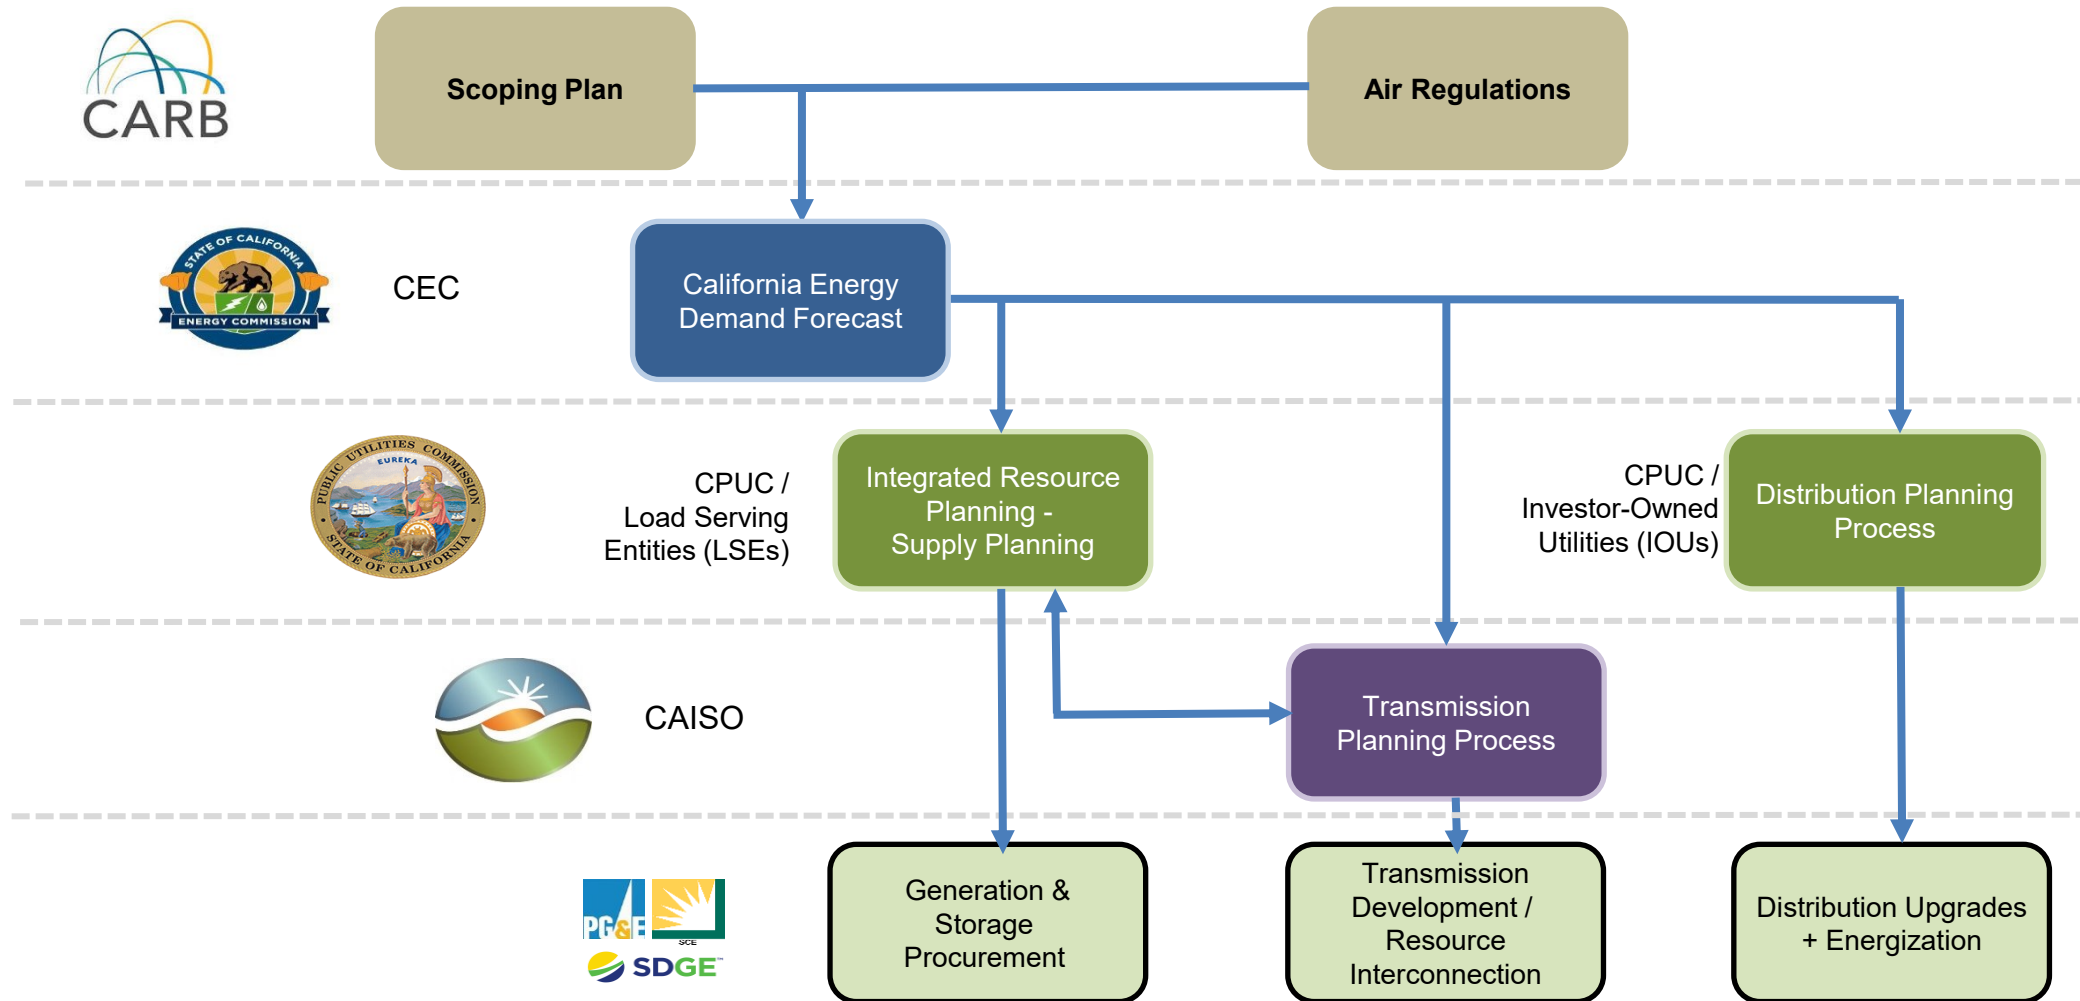 CARB
Scoping Plan
Air Regulations
STATE OF CALIFORNIA
ENERGY COMMISSION
CEC
California Energy
Demand Forecast
PUBLIC UTILITIES COMMISSION
EUREKA
STATE OF CALIFORNIA
CPUC /
Load Serving
Entities (LSEs)
Integrated Resource
Planning -
Supply Planning
CPUC /
Investor-Owned
Utilities (IOUs)
Distribution Planning
Process
CAISO
Transmission
Planning Process
PG&E
SCE
SDGE™
Generation &
Storage
Procurement
Transmission
Development /
Resource
Interconnection
Distribution Upgrades
+ Energization